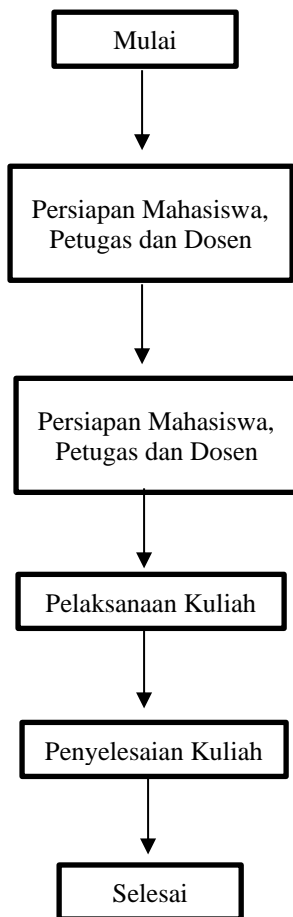 Mulai
Persiapan Mahasiswa,
Petugas dan Dosen
Persiapan Mahasiswa,
Petugas dan Dosen
Pelaksanaan Kuliah
Penyelesaian Kuliah
Selesai